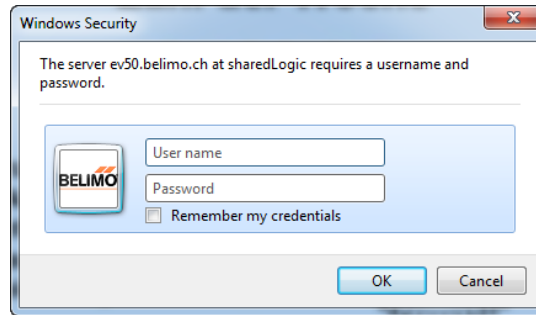 Windows Security
The server ev50.belimo.ch at sharedLogic requires a username and
password.
User name
BELIMO
Password
Remember my credentials
OK
Cancel